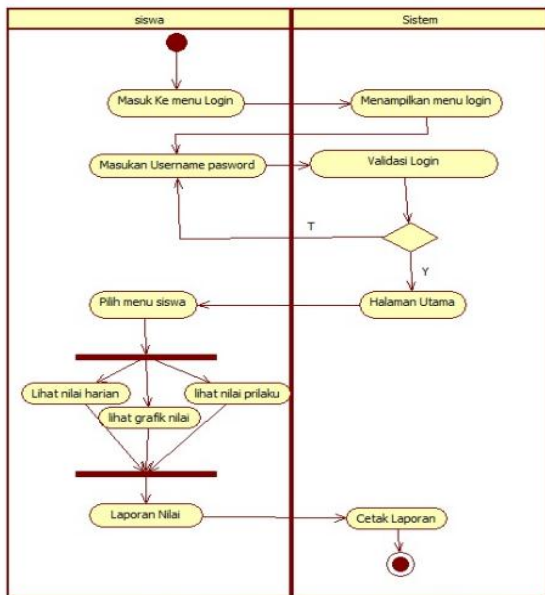 siswa
Sistem
Masuk Ke menu Login
Menampilkan menu login
Masukan Username pasword
Validasi Login
T
Y
Pilih menu siswa
Halaman Utama
Lihat nilai harian
lihat nilai prilaku
lihat grafik nilai
Laporan Nilai
Cetak Laporan